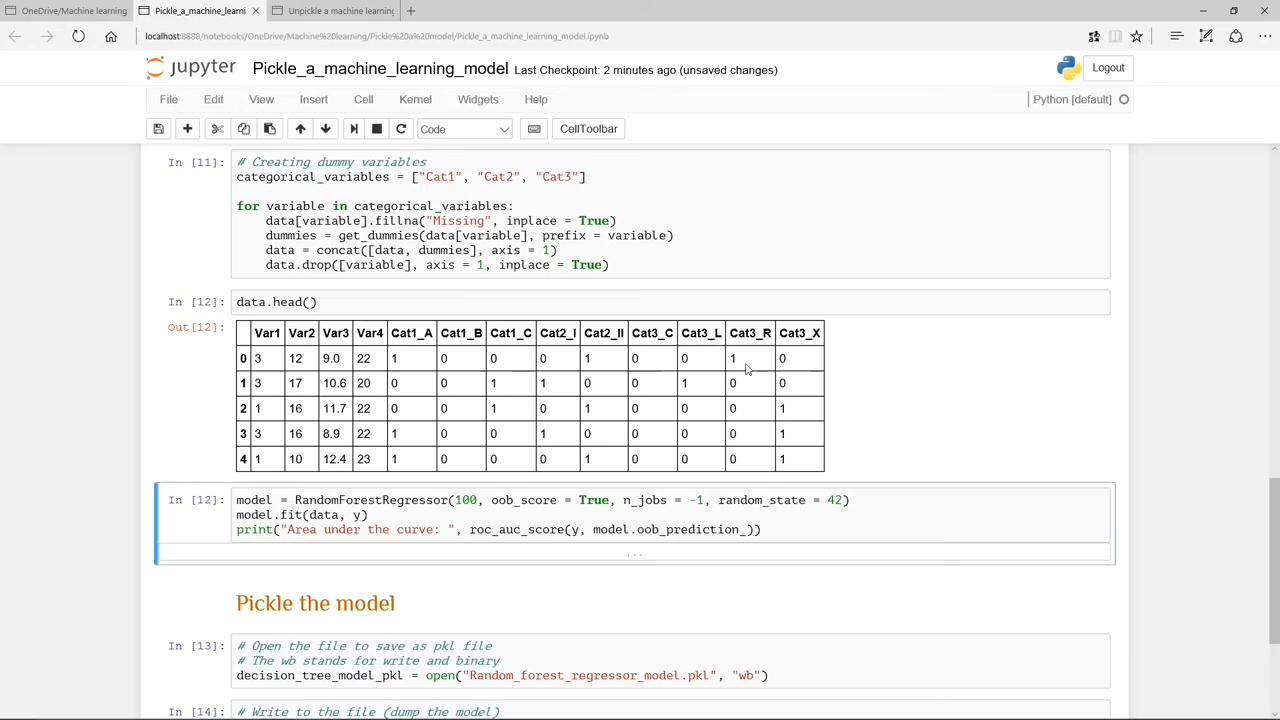 OneDrive/Machine learning
Pickle_a_machine_learni
Unpickle a machine learning
localhost:8888/notebooks/OneDrive/Machine%20learning/Pickle%20a%20model/Pickle_a_machine_learning_model.ipynb
jupyter Pickle_a_machine_learning_model Last Checkpoint: 2 minutes ago (unsaved changes) Logout
File Edit View Insert Cell Kernel Widgets Help Python [default]
Code CellToolbar
In [11]: # Creating dummy variables
categorical_variables = ["Cat1", "Cat2", "Cat3"]
for variable in categorical_variables:
data[variable].fillna("Missing", inplace = True)
dummies = get_dummies(data[variable], prefix = variable)
data = concat([data, dummies], axis = 1)
data.drop([variable], axis = 1, inplace = True)
In [12]: data.head()
Out[12]:
Var1 Var2 Var3 Var4 Cat1_A Cat1_B Cat1_C Cat2_I Cat2_II Cat3_C Cat3_L Cat3_R Cat3_X
0 3 12 9.0 22 1 0 0 0 1 0 0 1 0
1 3 17 10.6 20 0 0 1 1 0 0 1 0 0
2 1 16 11.7 22 0 0 1 0 1 0 0 0 1
3 3 16 8.9 22 1 0 0 1 0 0 0 0 1
4 1 10 12.4 23 1 0 0 0 1 0 0 0 1
In [12]: model = RandomForestRegressor(100, oob_score = True, n_jobs = -1, random_state = 42)
model.fit(data, y)
print("Area under the curve: ", roc_auc_score(y, model.oob_prediction_))
...
Pickle the model
In [13]: # Open the file to save as pkl file
# The wb stands for write and binary
decision_tree_model_pkl = open("Random_forest_regressor_model.pkl", "wb")
In [14]: # Write to the file (dump the model)